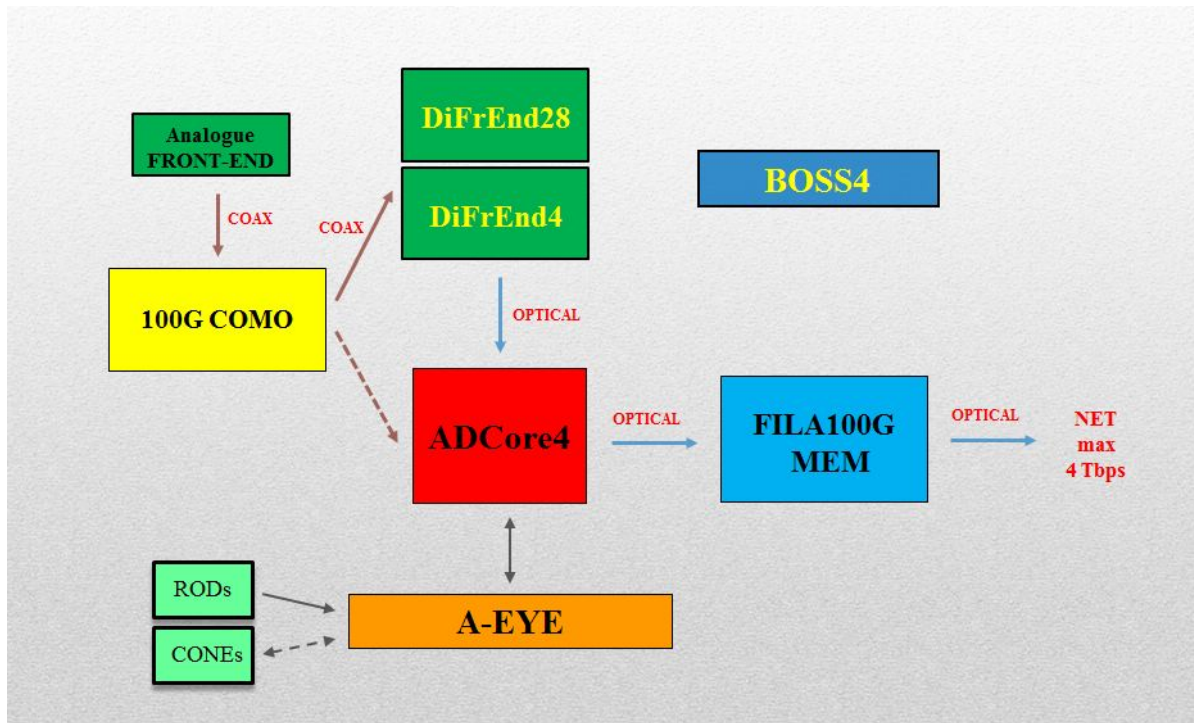 DiFrEnd28
Analogue
FRONT-END
BOSS4
COAX
COAX
DiFrEnd4
100G COMO
OPTICAL
ADCore4
OPTICAL
FILA100G
MEM
OPTICAL
NET
max
4 Tbps
RODs
CONEs
A-EYE